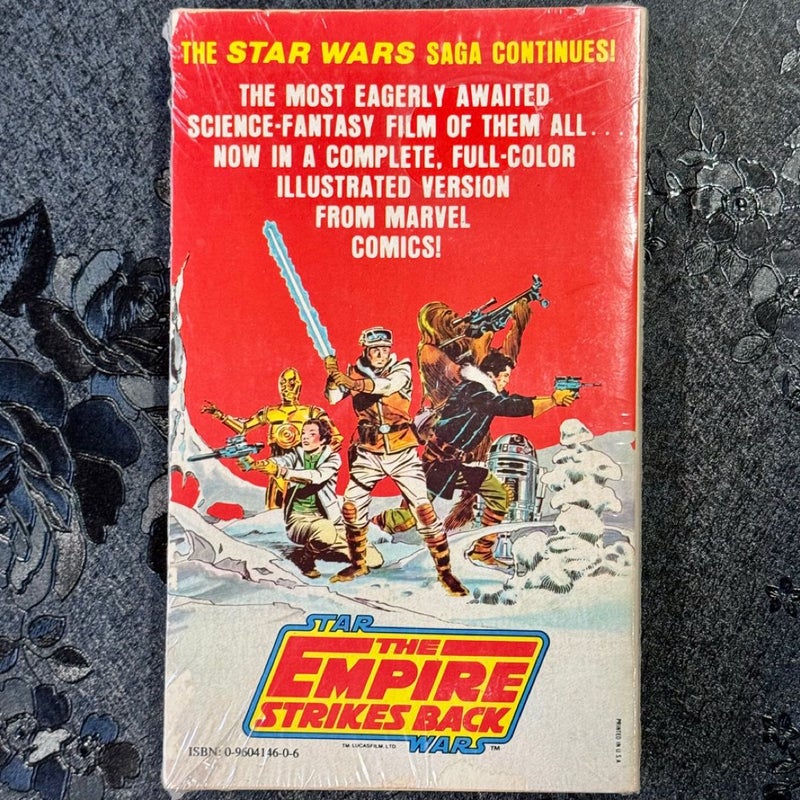 THE STAR WARS SAGA CONTINUES!
THE MOST EAGERLY AWAITED
SCIENCE-FANTASY FILM OF THEM ALL...
NOW IN A COMPLETE, FULL-COLOR
ILLUSTRATED VERSION
FROM MARVEL
COMICS!
STAR
THE
EMPIRE
STRIKES BACK
WARS TM
TM LUCASFILM, LTD.
ISBN: 0-9604146-0-6
PRINTED IN U.S.A.